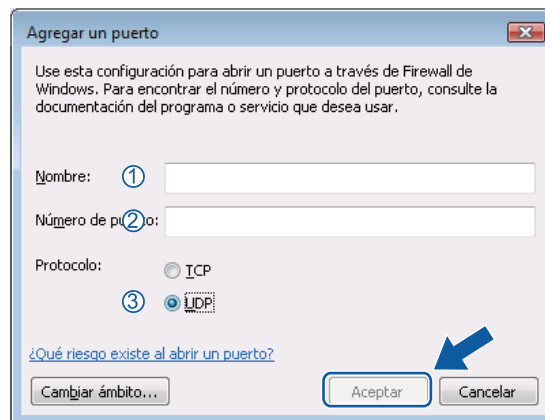 Agregar un puerto
Use esta configuración para abrir un puerto a través de Firewall de
Windows. Para encontrar el número y protocolo del puerto, consulte la
documentación del programa o servicio que desea usar.
Nombre: 1
Número de puerto: 2
Protocolo: TCP
3 UDP
¿Qué riesgo existe al abrir un puerto?
Cambiar ámbito... Aceptar Cancelar